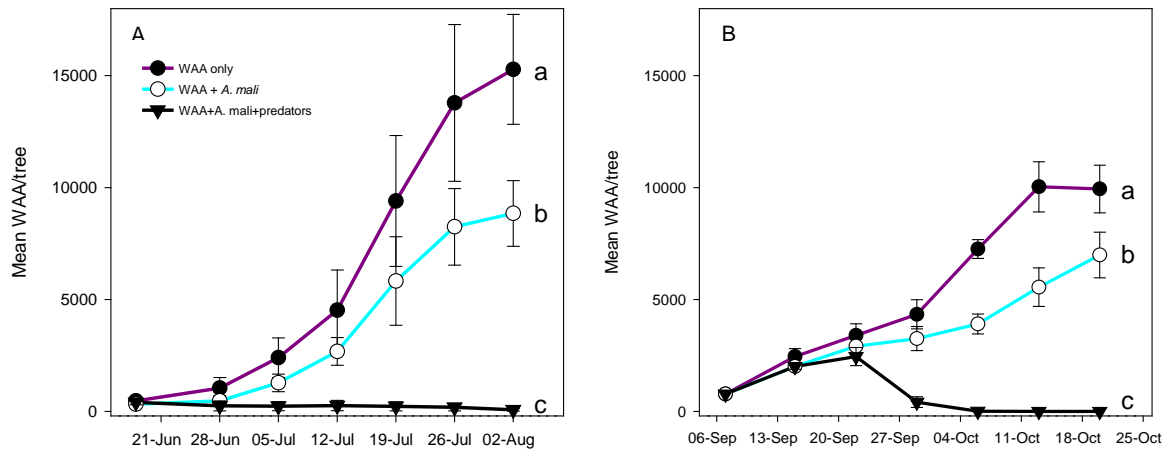 A
WAA only
WAA + A. mali
WAA+A. mali+predators
Mean WAA/tree
15000
10000
5000
0
a
b
c
21-Jun 28-Jun 05-Jul 12-Jul 19-Jul 26-Jul 02-Aug
B
Mean WAA/tree
15000
10000
5000
0
a
b
c
06-Sep 13-Sep 20-Sep 27-Sep 04-Oct 11-Oct 18-Oct 25-Oct